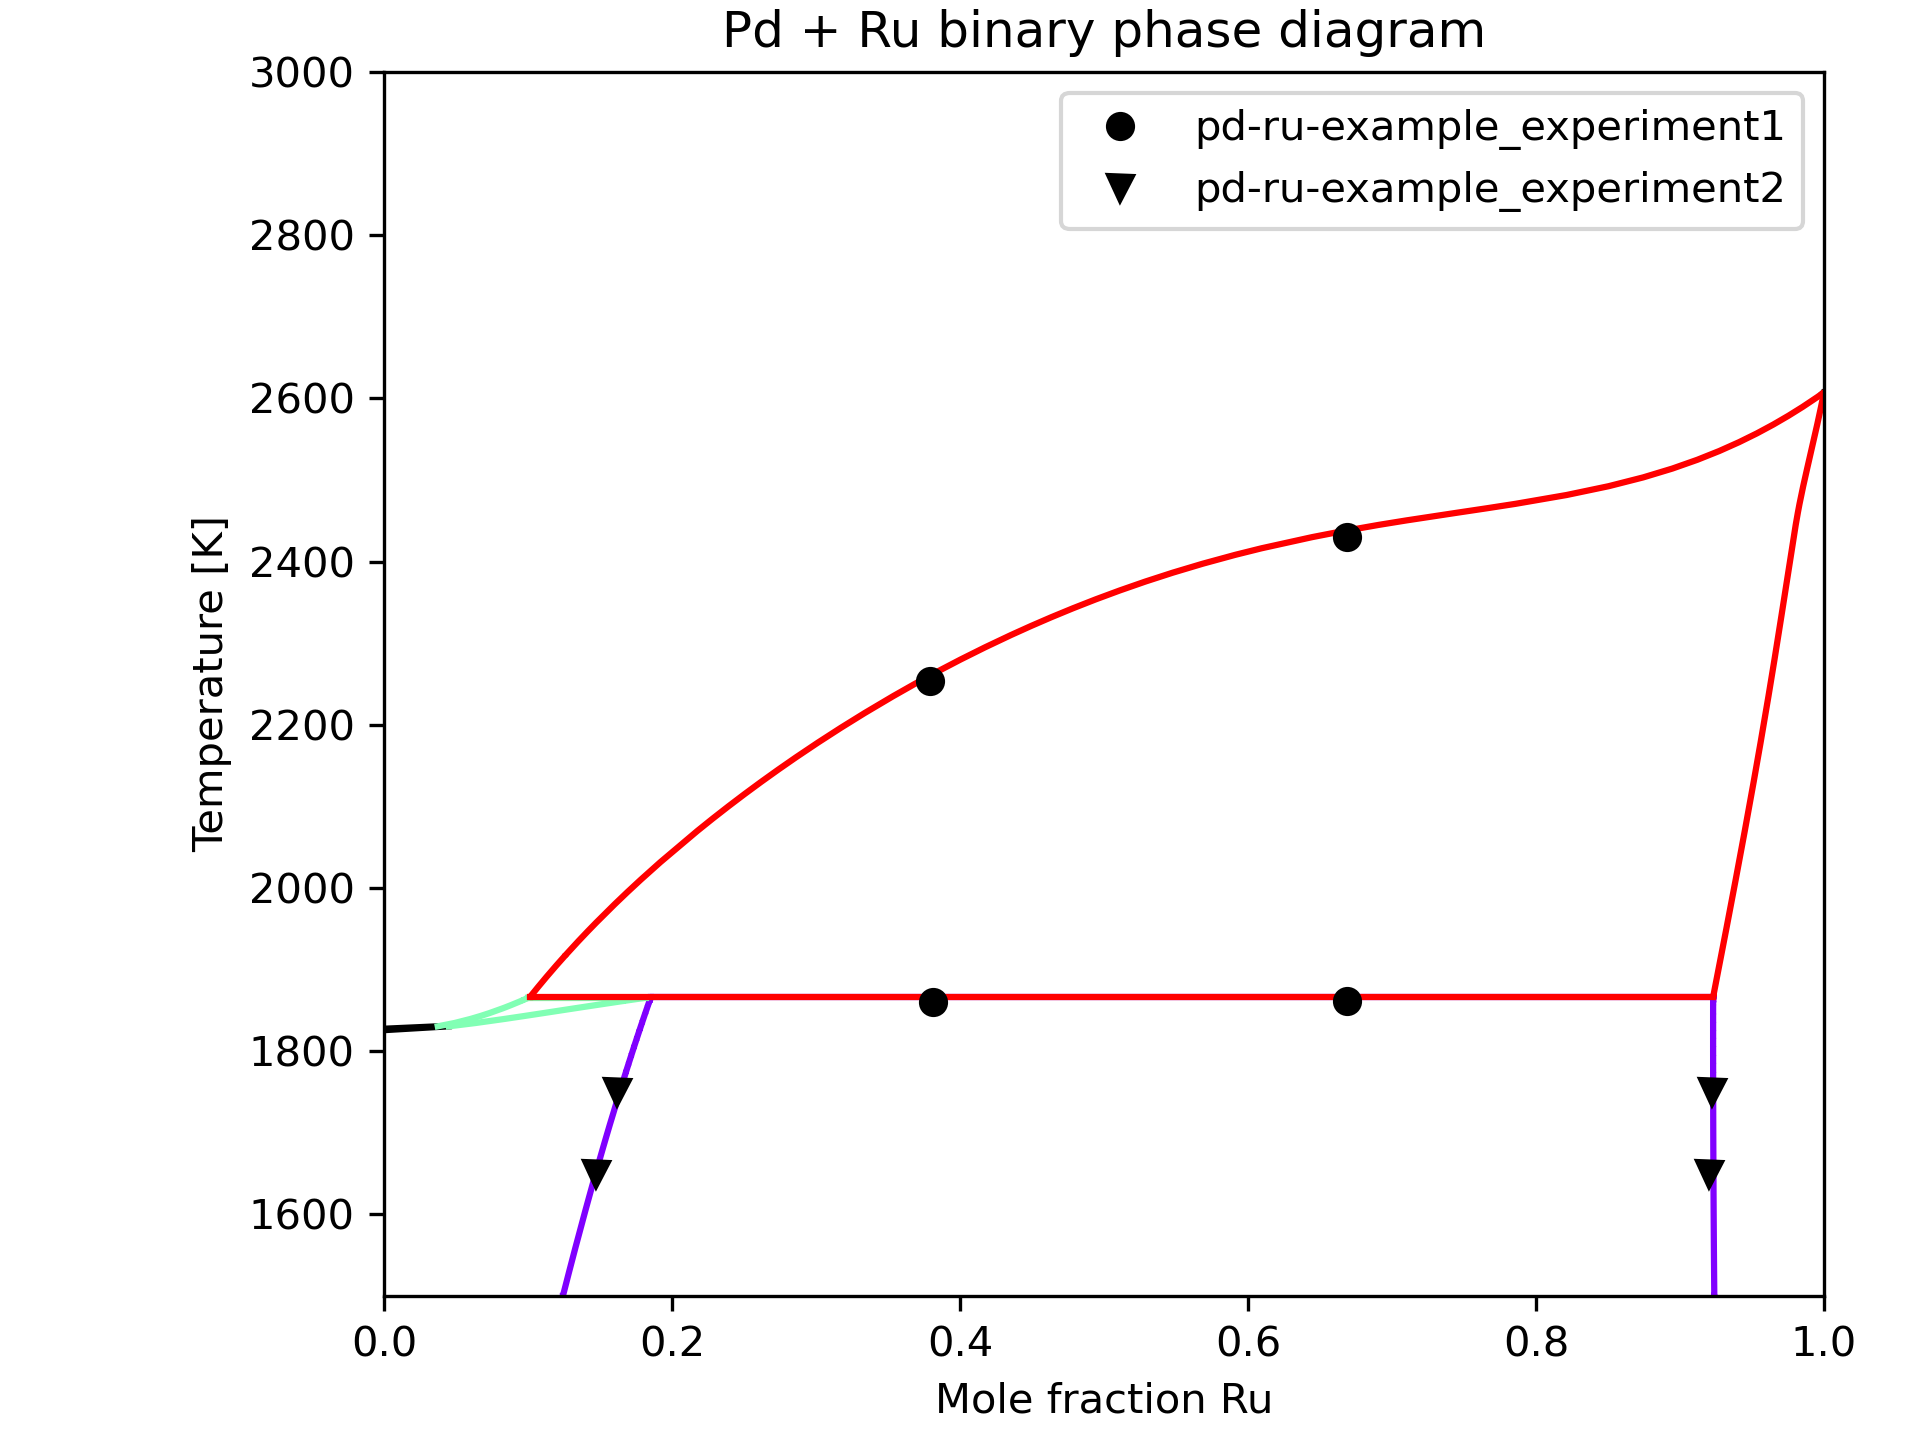 Pd + Ru binary phase diagram
3000
2800
2600
2400
2200
2000
1800
1600
Temperature [K]
pd-ru-example_experiment1
pd-ru-example_experiment2
0.0 0.2 0.4 0.6 0.8 1.0
Mole fraction Ru